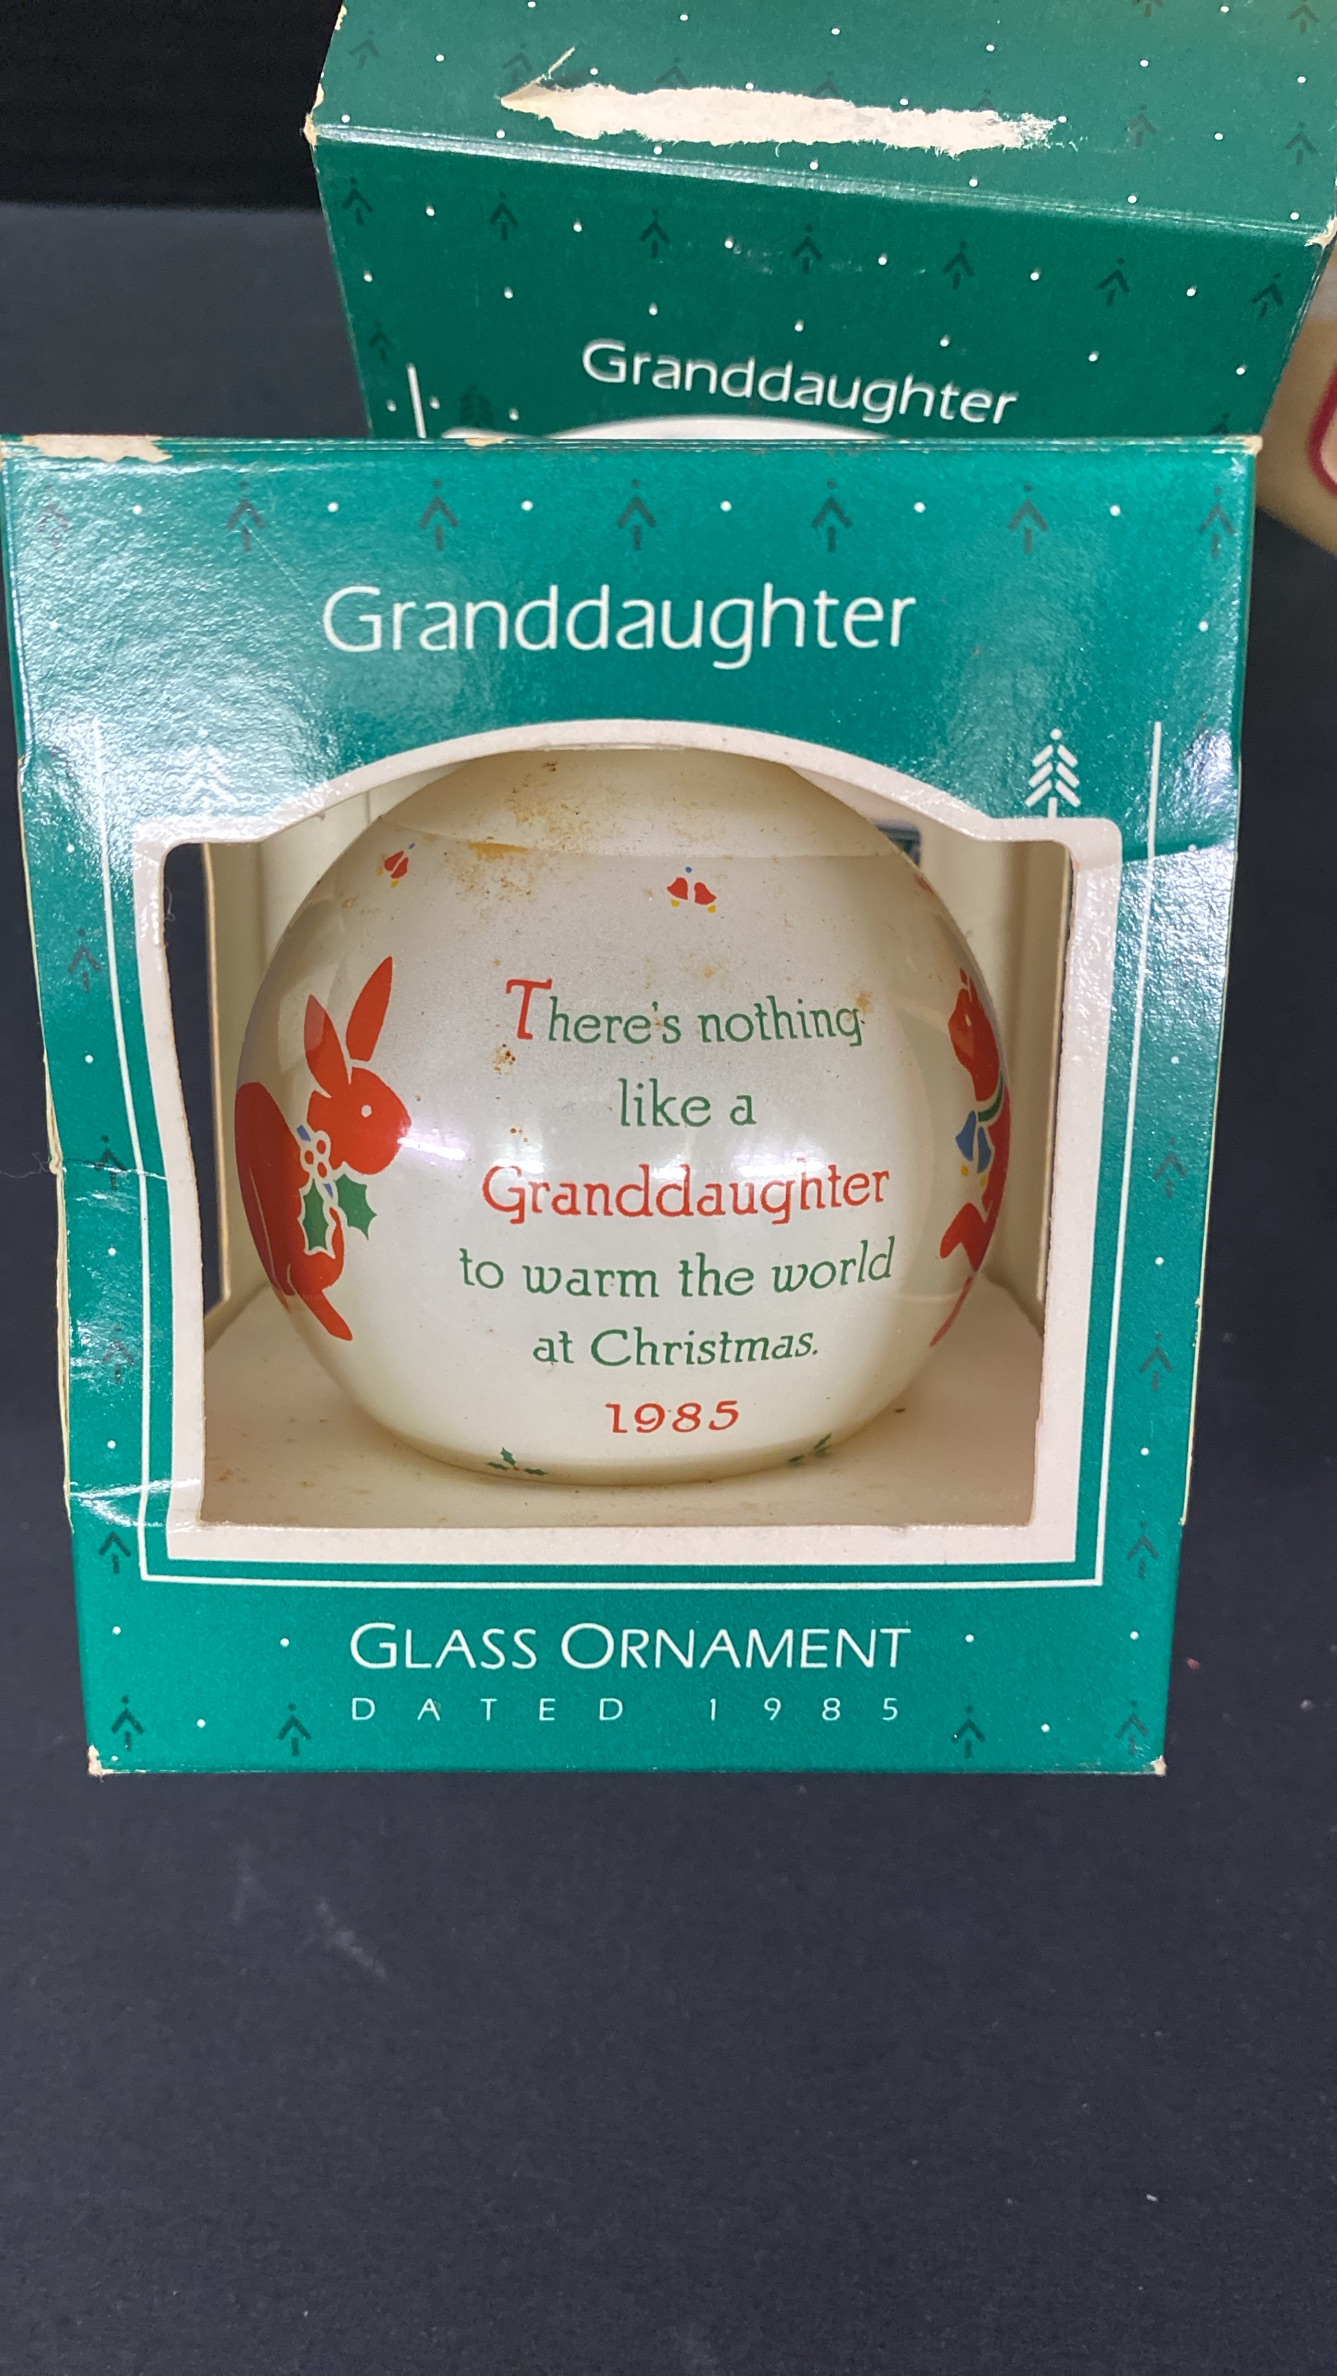 Granddaughter
Granddaughter
There's nothing
like a
Granddaughter
to warm the world
at Christmas.
1985
GLASS ORNAMENT
DATED 1985